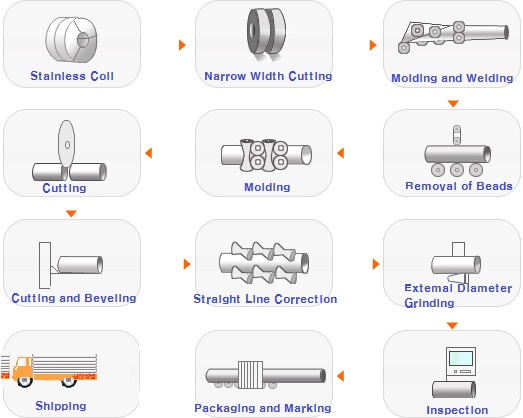 Stainless Coil
Narrow Width Cutting
Molding and Welding
Cutting
Molding
Removal of Beads
Cutting and Beveling
Straight Line Correction
External Diameter
Grinding
Shipping
Packaging and Marking
Inspection